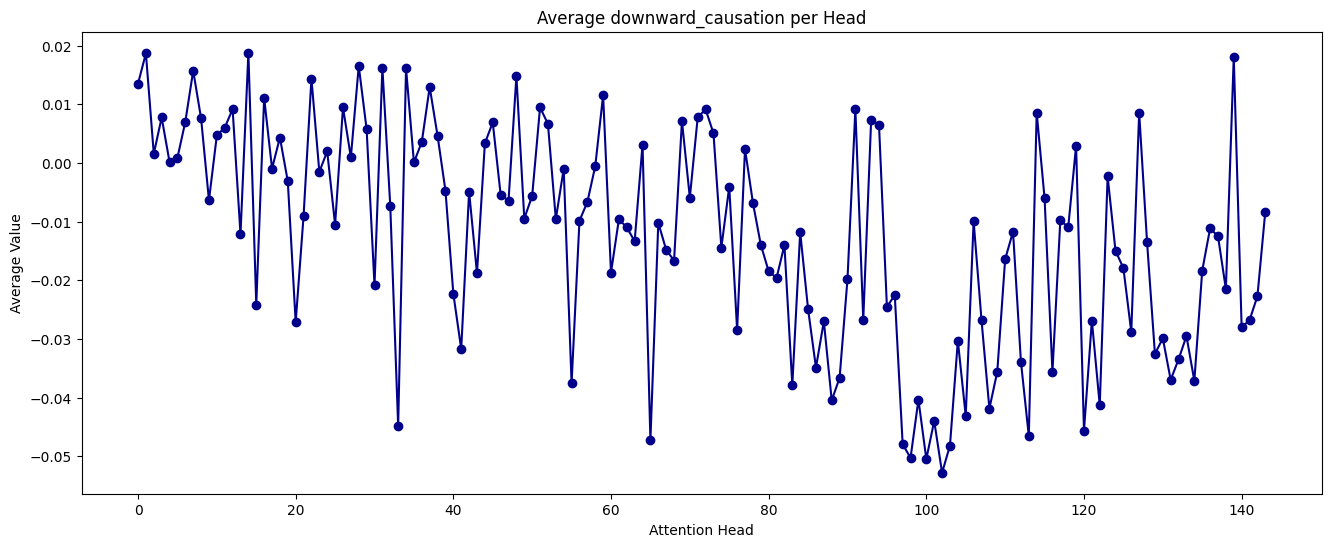 Average downward_causation per Head
0.02
0.01
0.00
−0.01
−0.02
−0.03
−0.04
−0.05
Average Value
0 20 40 60 80 100 120 140
Attention Head